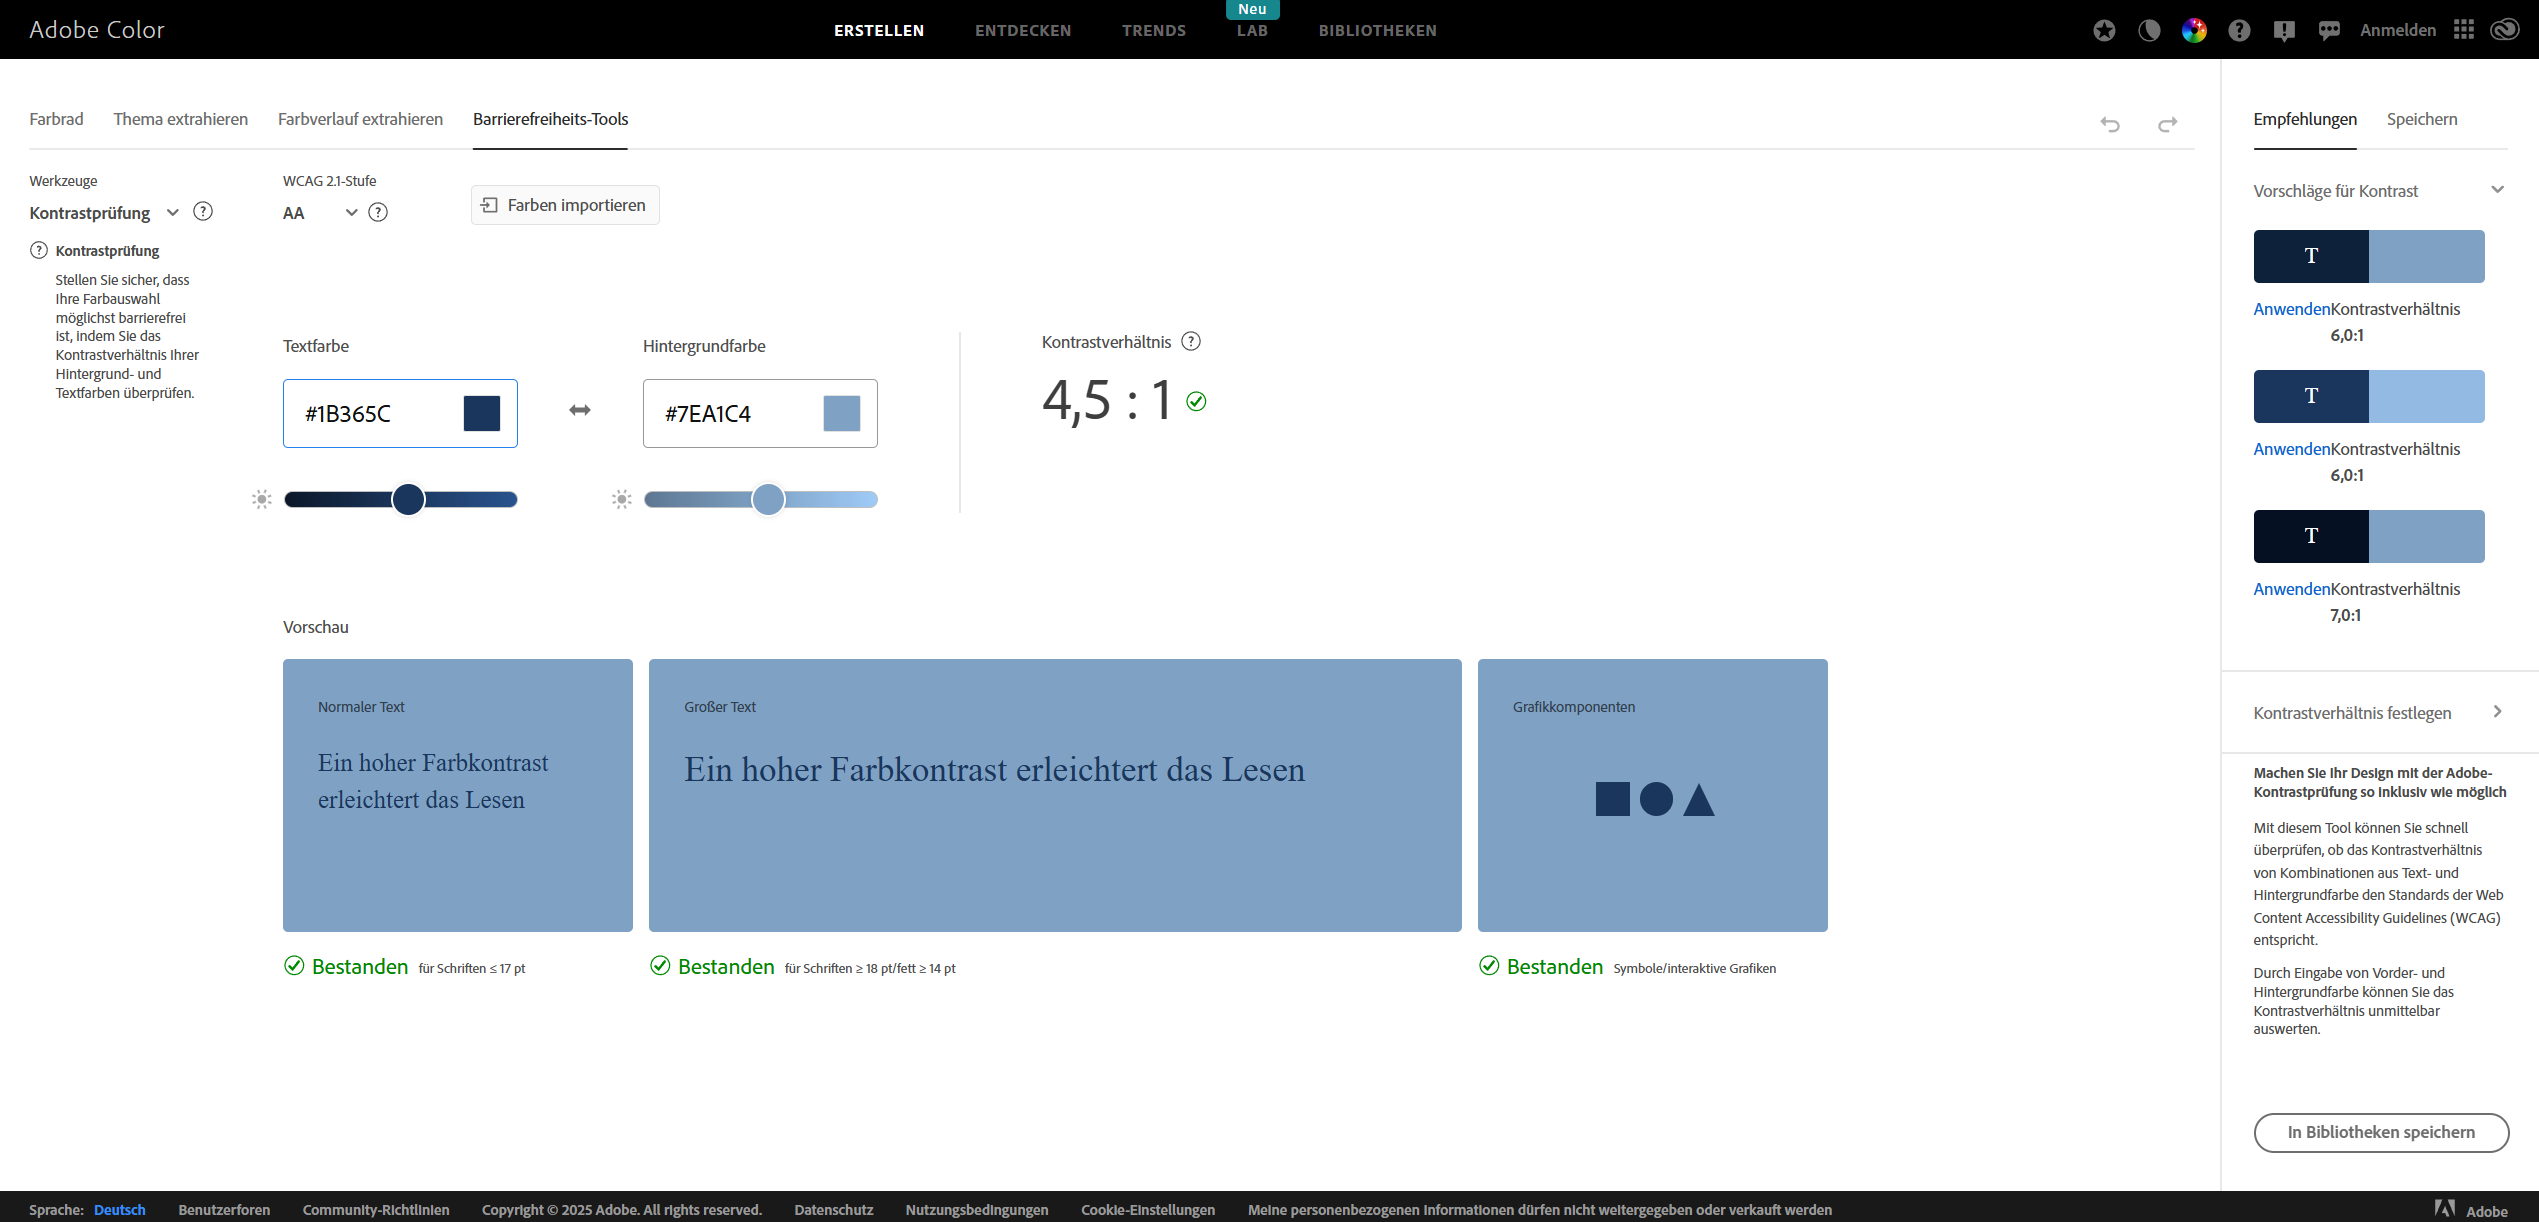 Adobe Color
ERSTELLEN
ENTDECKEN
TRENDS
Neu
LAB
BIBLIOTHEKEN
Anmelden
Farbrad
Thema extrahieren
Farbverlauf extrahieren
Barrierefreiheits-Tools
Werkzeuge
Kontrastprüfung
WCAG 2.1-Stufe
AA
Farben importieren
Kontrastprüfung
Stellen Sie sicher, dass
Ihre Farbauswahl
möglichst barrierefrei
ist, indem Sie das
Kontrastverhältnis Ihrer
Hintergrund- und
Textfarben überprüfen.
Textfarbe
#1B365C
Hintergrundfarbe
#7EA1C4
Kontrastverhältnis
4,5 : 1
Vorschau
Normaler Text
Ein hoher Farbkontrast
erleichtert das Lesen
Bestanden für Schriften ≤ 17 pt
Großer Text
Ein hoher Farbkontrast erleichtert das Lesen
Bestanden für Schriften ≥ 18 pt/fett ≥ 14 pt
Grafikkomponenten
Bestanden Symbole/interaktive Grafiken
Empfehlungen
Speichern
Vorschläge für Kontrast
T
AnwendenKontrastverhältnis
6,0:1
T
AnwendenKontrastverhältnis
6,0:1
T
AnwendenKontrastverhältnis
7,0:1
Kontrastverhältnis festlegen
Machen Sie Ihr Design mit der Adobe-
Kontrastprüfung so inklusiv wie möglich
Mit diesem Tool können Sie schnell
überprüfen, ob das Kontrastverhältnis
von Kombinationen aus Text- und
Hintergrundfarbe den Standards der Web
Content Accessibility Guidelines (WCAG)
entspricht.
Durch Eingabe von Vorder- und
Hintergrundfarbe können Sie das
Kontrastverhältnis unmittelbar
auswerten.
In Bibliotheken speichern
Sprache: Deutsch
Benutzerforen
Community-Richtlinien
Copyright © 2025 Adobe. All rights reserved.
Datenschutz
Nutzungsbedingungen
Cookie-Einstellungen
Meine personenbezogenen Informationen dürfen nicht weitergegeben oder verkauft werden
Adobe